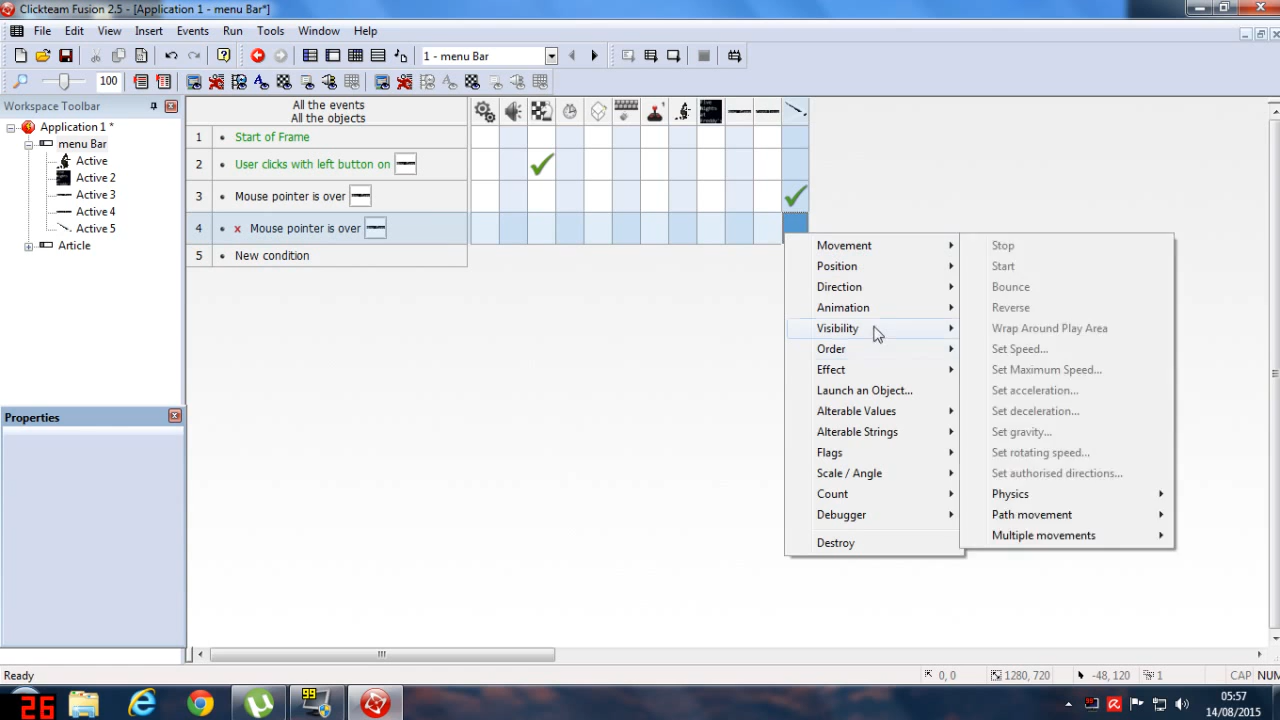 Clickteam Fusion 2.5 - [Application 1 - menu Bar*]
File Edit View Insert Events Run Tools Window Help
1 - menu Bar
100
Workspace Toolbar
Application 1 *
menu Bar
Active
Active 2
Active 3
Active 4
Active 5
Article
Properties
All the events
All the objects
Five Nights at Freddy's
1 • Start of Frame
2 • User clicks with left button on
3 • Mouse pointer is over
4 • x Mouse pointer is over
5 • New condition
Movement
Position
Direction
Animation
Visibility
Order
Effect
Launch an Object...
Alterable Values
Alterable Strings
Flags
Scale / Angle
Count
Debugger
Destroy
Stop
Start
Bounce
Reverse
Wrap Around Play Area
Set Speed...
Set Maximum Speed...
Set acceleration...
Set deceleration...
Set gravity...
Set rotating speed...
Set authorised directions...
Physics
Path movement
Multiple movements
Ready
0, 0 1280, 720 -48, 120 1 CAP NUM
26
99
05:57
14/08/2015